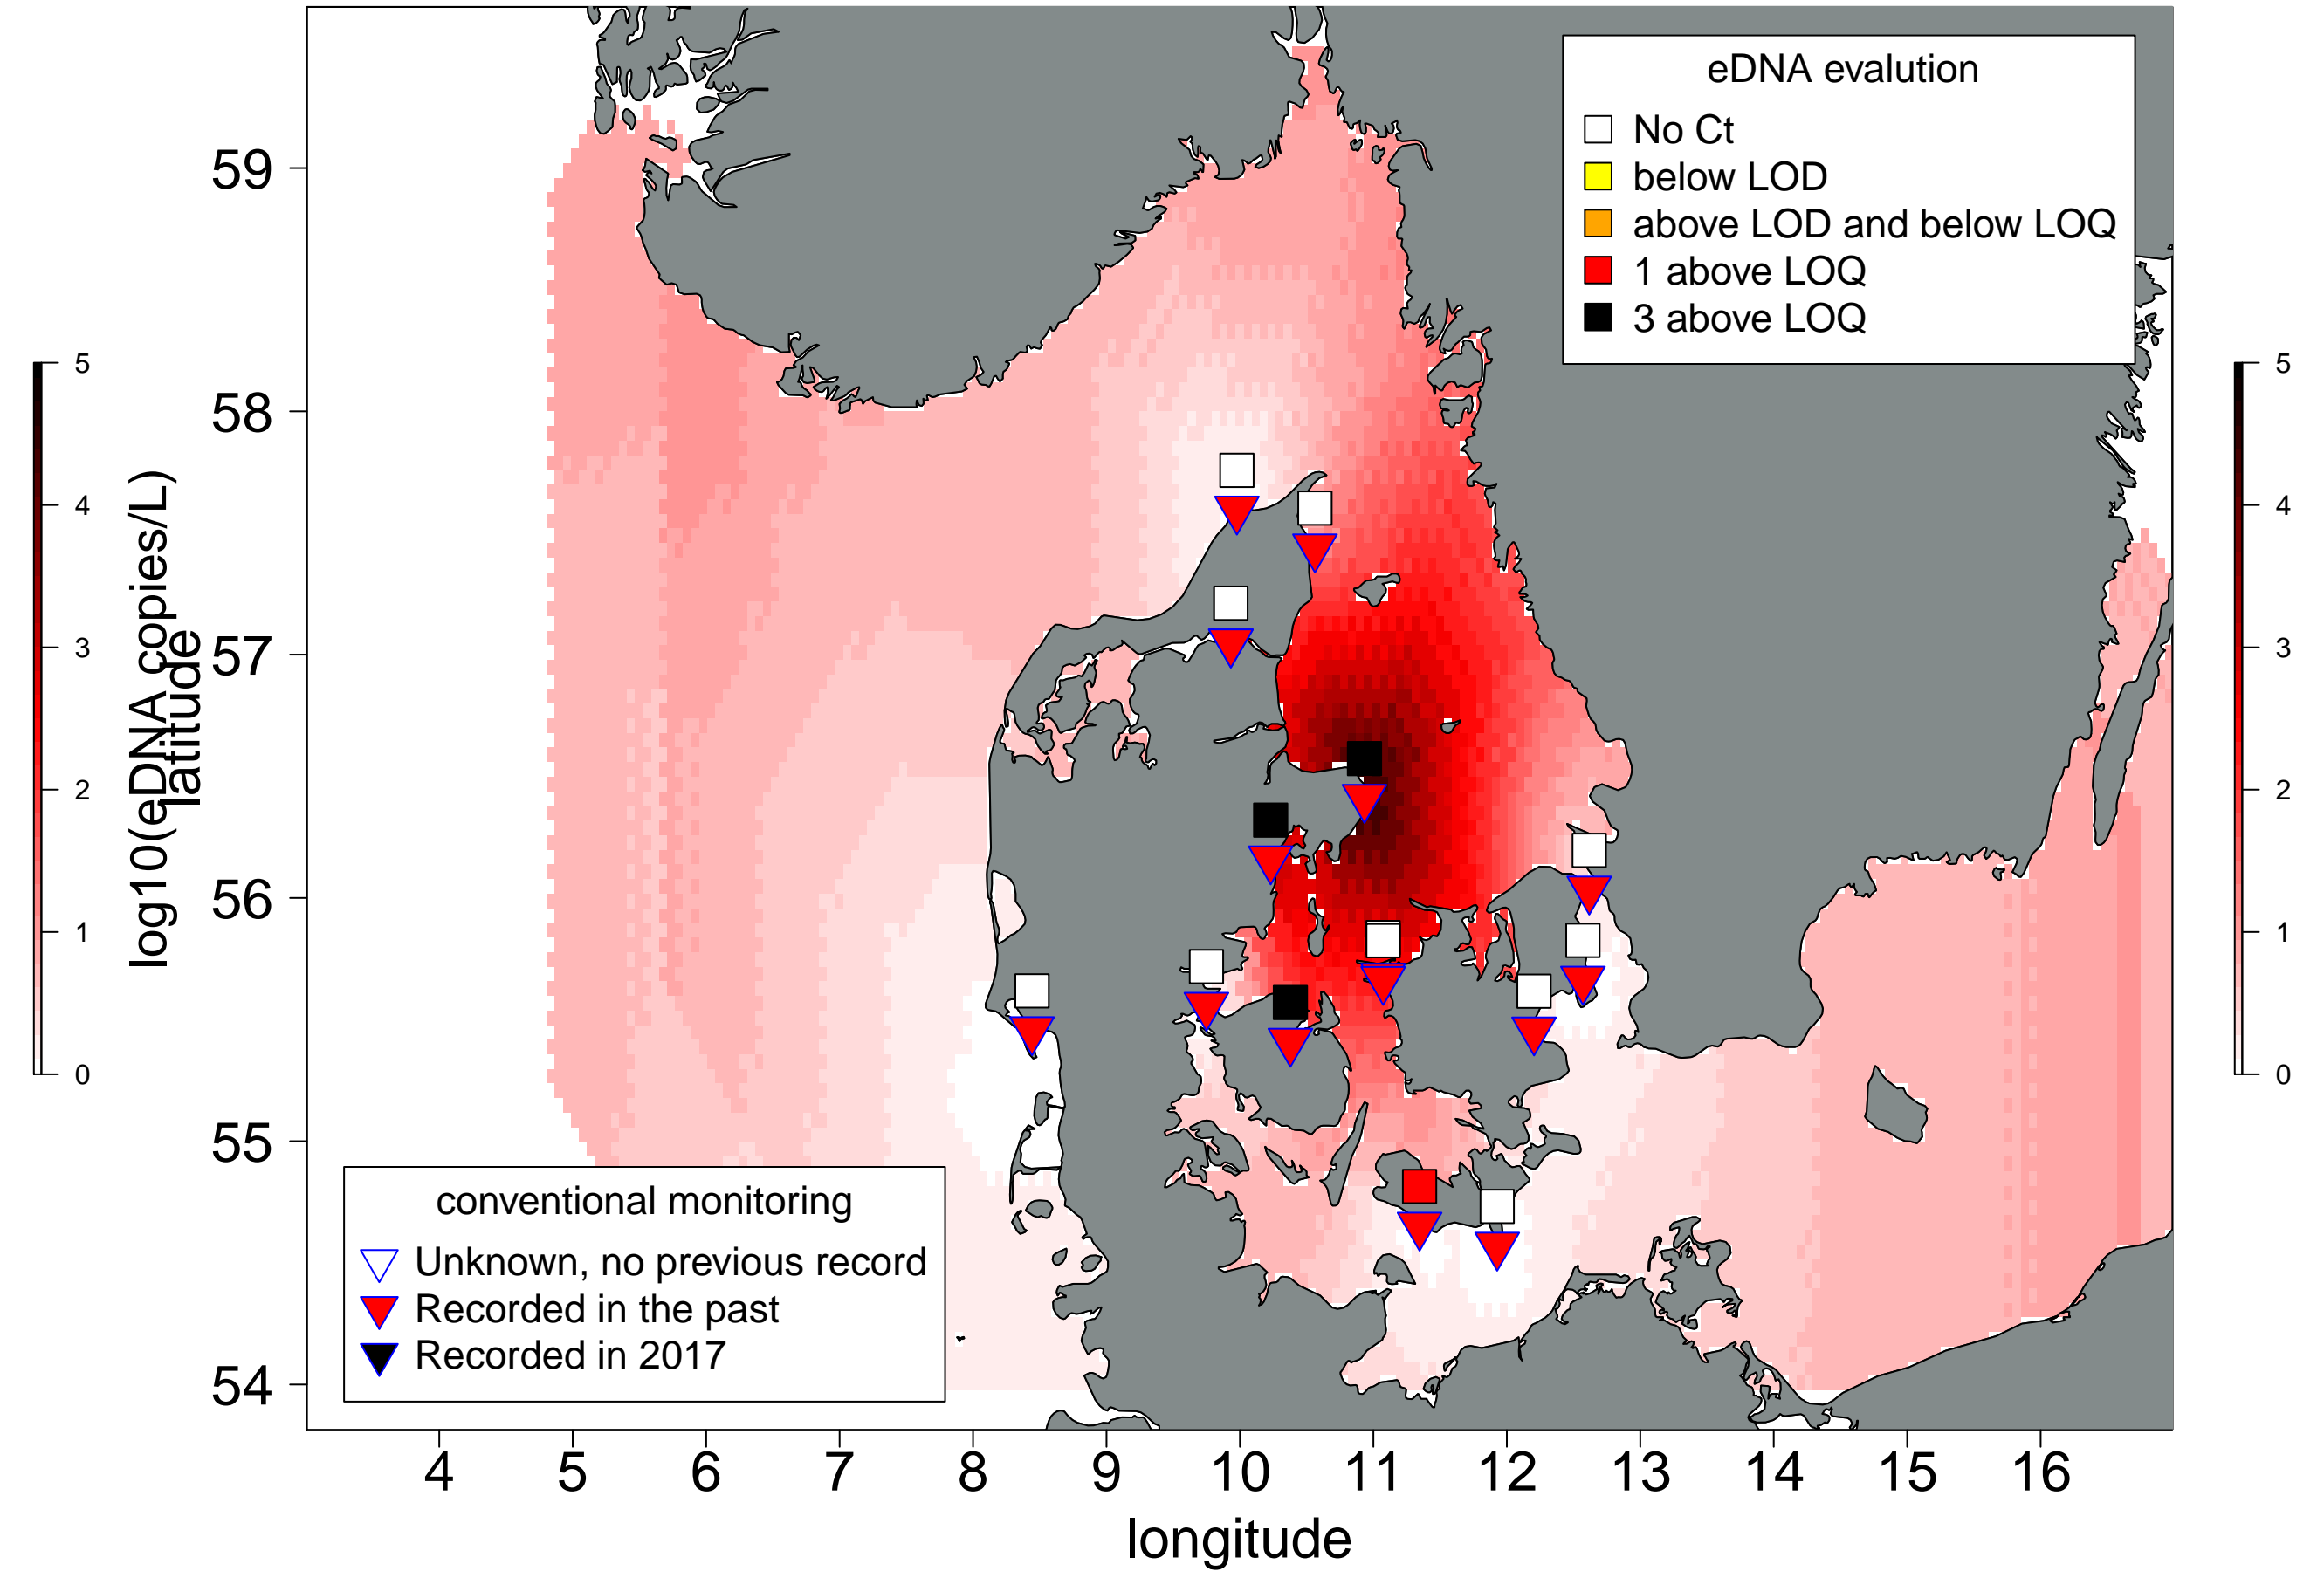 eDNA evalution
No Ct
below LOD
above LOD and below LOQ
1 above LOQ
3 above LOQ
59
58
57
56
55
54
latitude
log10(eDNA copies/L)
5
4
3
2
1
0
5
4
3
2
1
0
conventional monitoring
Unknown, no previous record
Recorded in the past
Recorded in 2017
4 5 6 7 8 9 10 11 12 13 14 15 16
longitude